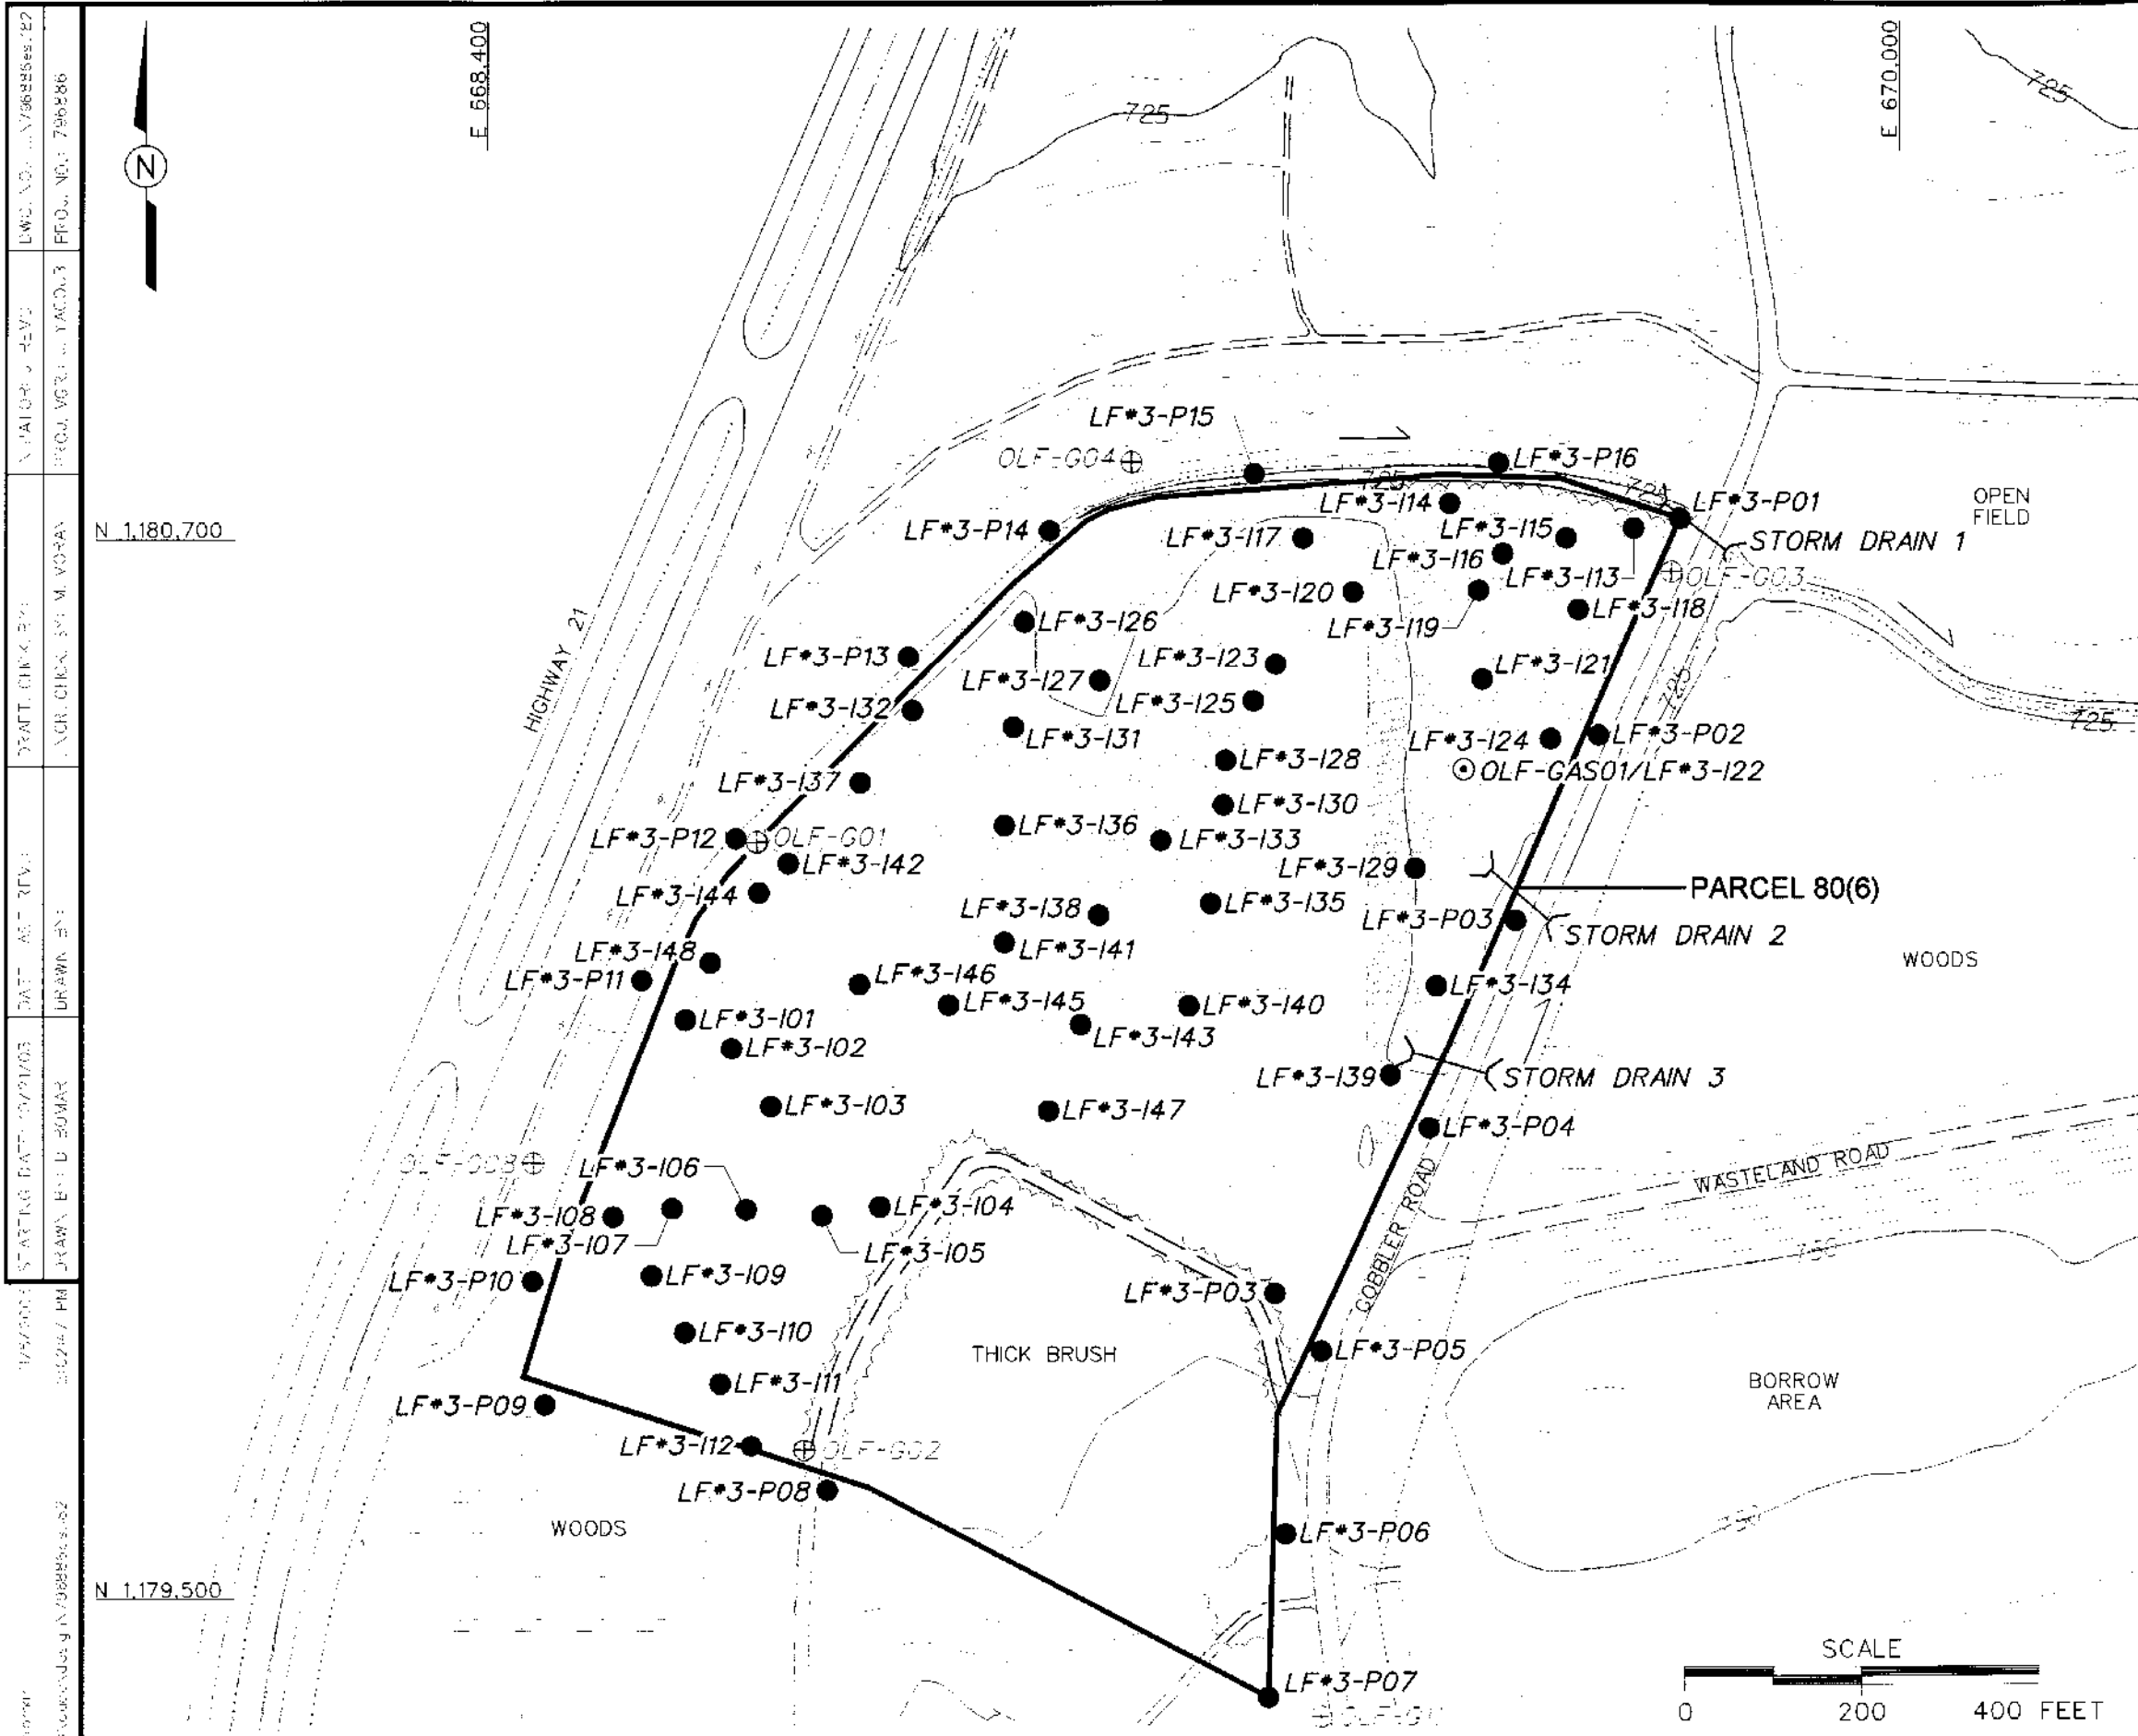 E 668,400
E 670,000
725
725
N
LF#3-P15
OLF-G04
LF#3-P16
725
725
LF#3-I14
LF#3-P01
OPEN
FIELD
N 1,180,700
LF#3-P14
LF#3-I17
LF#3-I15
LF#3-I16
STORM DRAIN 1
LF#3-I13
OLF-G03
LF#3-I20
LF#3-I19
LF#3-I18
LF#3-I26
HIGHWAY 21
LF#3-P13
LF#3-I23
LF#3-I21
LF#3-I27
LF#3-I25
725
LF#3-I32
725
LF#3-I31
LF#3-I24
LF#3-P02
LF#3-I28
OLF-GAS01/LF#3-I22
LF#3-I37
LF#3-I30
LF#3-I36
LF#3-P12
OLF-G01
LF#3-I33
LF#3-I42
LF#3-I29
LF#3-I44
PARCEL 80(6)
LF#3-I38
LF#3-I35
LF#3-P03
STORM DRAIN 2
LF#3-I41
LF#3-I48
WOODS
LF#3-P11
LF#3-I46
LF#3-I34
LF#3-I45
LF#3-I40
LF#3-I01
LF#3-I43
LF#3-I02
LF#3-I39
STORM DRAIN 3
LF#3-I03
LF#3-I47
LF#3-P04
OLF-G08
LF#3-I06
WASTELAND ROAD
LF#3-I04
LF#3-I08
GOBBLER ROAD
LF#3-I07
LF#3-I05
750
LF#3-I09
LF#3-P10
LF#3-P03
LF#3-I10
THICK BRUSH
LF#3-P05
LF#3-I11
BORROW
AREA
LF#3-P09
LF#3-I12
OLF-G02
LF#3-P08
WOODS
750
LF#3-P06
N 1,179,500
SCALE
LF#3-P07
0 200 400 FEET